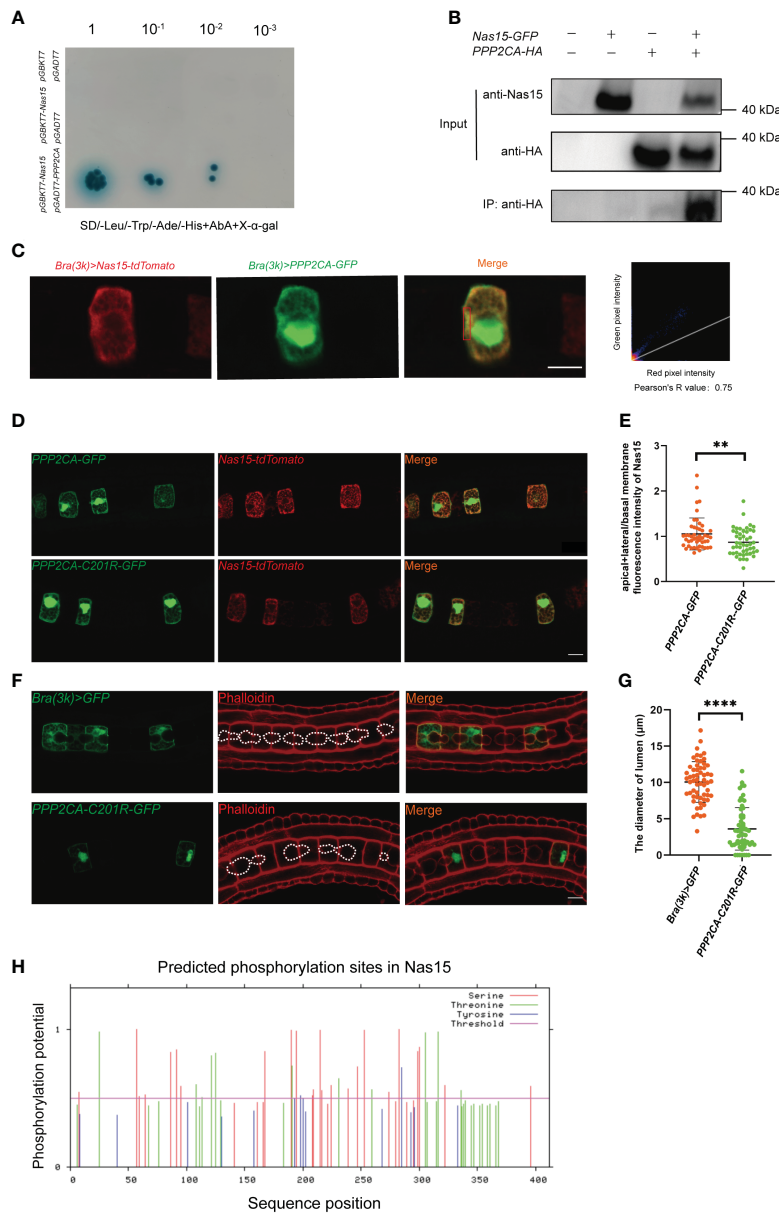 A
1 10-1 10-2 10-3
pGBKT7
pGADT7
pGBKT7-Nas15
pGADT7
pGBKT7-Nas15
pGADT7-PPP2CA
SD/-Leu/-Trp/-Ade/-His+AbA+X-α-gal
B
Nas15-GFP − + − +
PPP2CA-HA − − + +
Input
anti-Nas15
40 kDa
anti-HA
40 kDa
IP: anti-HA
40 kDa
C
Bra(3k)>Nas15-tdTomato
Bra(3k)>PPP2CA-GFP
Merge
Green pixel intensity
Red pixel intensity
Pearson's R value: 0.75
D
PPP2CA-GFP
Nas15-tdTomato
Merge
PPP2CA-C201R-GFP
Nas15-tdTomato
Merge
E
apical+lateral/basal membrane
fluorescence intensity of Nas15
3
2
1
0
**
PPP2CA-GFP
PPP2CA-C201R--GFP
F
Bra(3k)>GFP
Phalloidin
Merge
PPP2CA-C201R-GFP
Phalloidin
Merge
G
The diameter of lumen (μm)
20
15
10
5
0
****
Bra(3k)>GFP
PPP2CA-C201R-GFP
H
Predicted phosphorylation sites in Nas15
Phosphorylation potential
1
0
Serine
Threonine
Tyrosine
Threshold
0 50 100 150 200 250 300 350 400
Sequence position